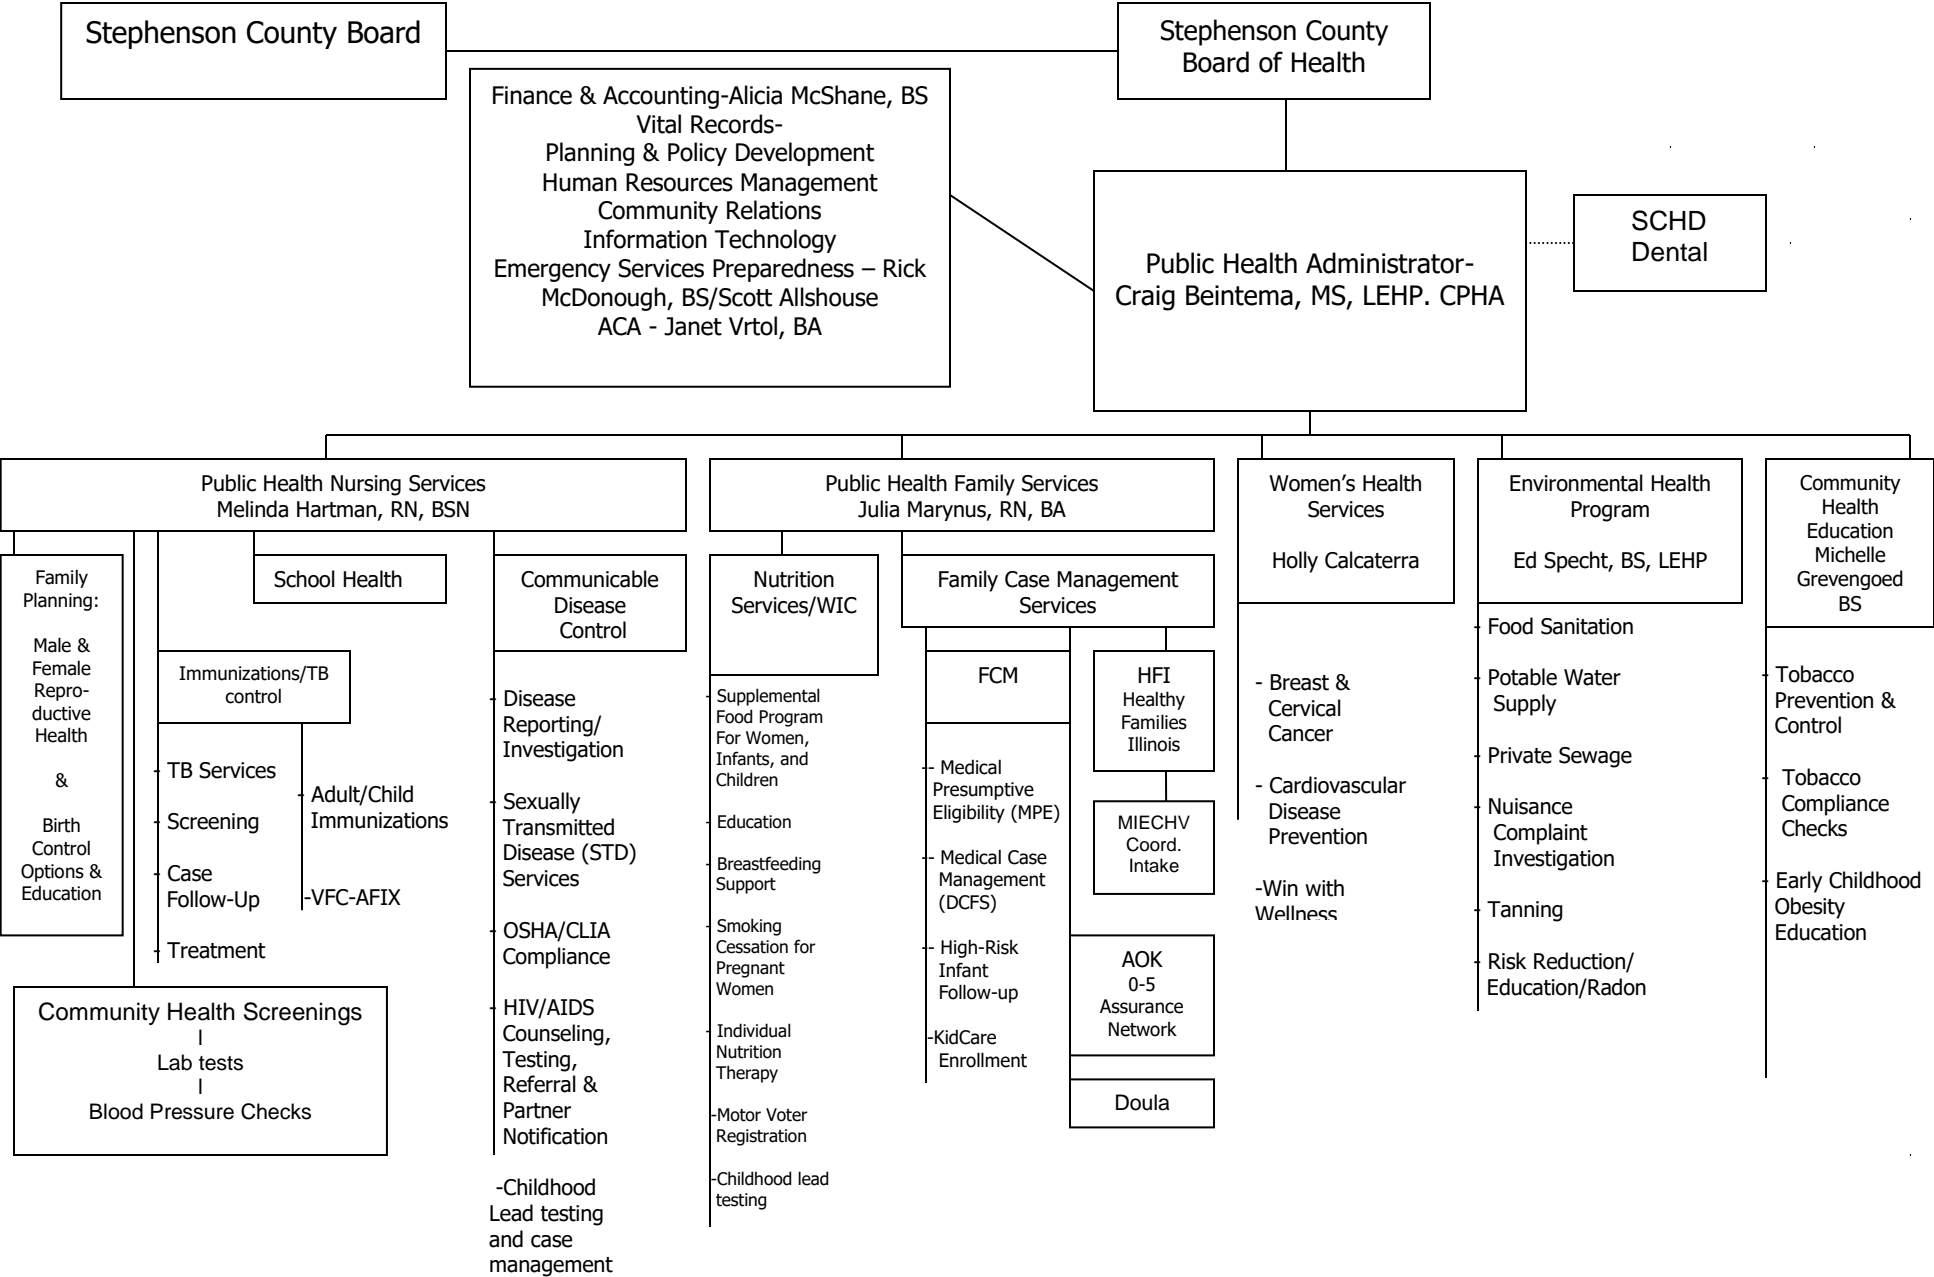 Stephenson County Board
Stephenson County
Board of Health
Finance & Accounting-Alicia McShane, BS
Vital Records-
Planning & Policy Development
Human Resources Management
Community Relations
Information Technology
Emergency Services Preparedness – Rick
McDonough, BS/Scott Allshouse
ACA - Janet Vrtol, BA
Public Health Administrator-
Craig Beintema, MS, LEHP. CPHA
SCHD
Dental
Public Health Nursing Services
Melinda Hartman, RN, BSN
Family
Planning:
Male &
Female
Repro-
ductive
Health
&
Birth
Control
Options &
Education
School Health
Immunizations/TB
control
- TB Services
- Screening
- Case
Follow-Up
- Treatment
- Adult/Child
Immunizations
-VFC-AFIX
Community Health Screenings
I
Lab tests
I
Blood Pressure Checks
Communicable
Disease
Control
- Disease
Reporting/
Investigation
- Sexually
Transmitted
Disease (STD)
Services
- OSHA/CLIA
Compliance
- HIV/AIDS
Counseling,
Testing,
Referral &
Partner
Notification
-Childhood
Lead testing
and case
management
Public Health Family Services
Julia Marynus, RN, BA
Nutrition
Services/WIC
- Supplemental
Food Program
For Women,
Infants, and
Children
- Education
- Breastfeeding
Support
- Smoking
Cessation for
Pregnant
Women
- Individual
Nutrition
Therapy
-Motor Voter
Registration
-Childhood lead
testing
Family Case Management
Services
FCM
-- Medical
Presumptive
Eligibility (MPE)
-- Medical Case
Management
(DCFS)
-- High-Risk
Infant
Follow-up
-KidCare
Enrollment
HFI
Healthy
Families
Illinois
MIECHV
Coord.
Intake
AOK
0-5
Assurance
Network
Doula
Women’s Health
Services
Holly Calcaterra
- Breast &
Cervical
Cancer
- Cardiovascular
Disease
Prevention
-Win with
Wellness
Environmental Health
Program
Ed Specht, BS, LEHP
- Food Sanitation
- Potable Water
Supply
- Private Sewage
- Nuisance
Complaint
Investigation
- Tanning
- Risk Reduction/
Education/Radon
Community
Health
Education
Michelle
Grevengoed
BS
- Tobacco
Prevention &
Control
- Tobacco
Compliance
Checks
- Early Childhood
Obesity
Education